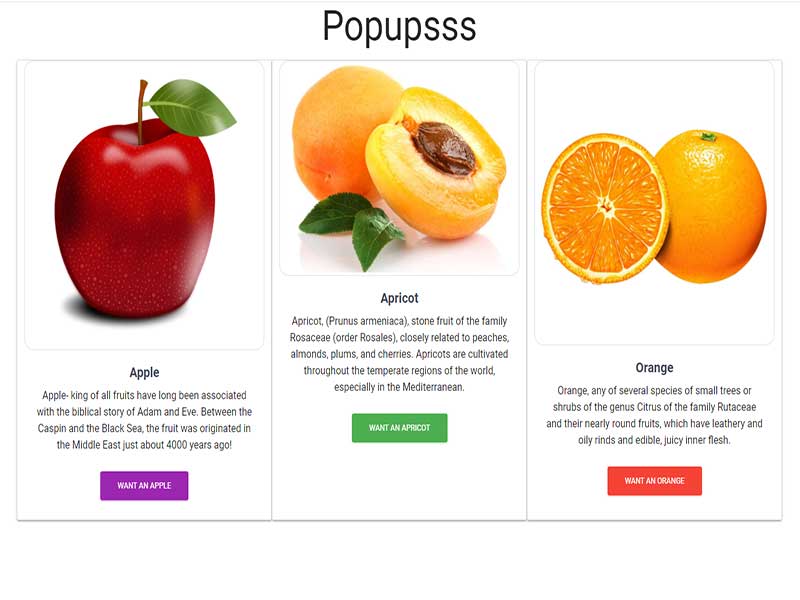 Popupsss
Apple
Apple- king of all fruits have long been associated
with the biblical story of Adam and Eve. Between the
Caspin and the Black Sea, the fruit was originated in
the Middle East just about 4000 years ago!
WANT AN APPLE
Apricot
Apricot, (Prunus armeniaca), stone fruit of the family
Rosaceae (order Rosales), closely related to peaches,
almonds, plums, and cherries. Apricots are cultivated
throughout the temperate regions of the world,
especially in the Mediterranean.
WANT AN APRICOT
Orange
Orange, any of several species of small trees or
shrubs of the genus Citrus of the family Rutaceae
and their nearly round fruits, which have leathery and
oily rinds and edible, juicy inner flesh.
WANT AN ORANGE